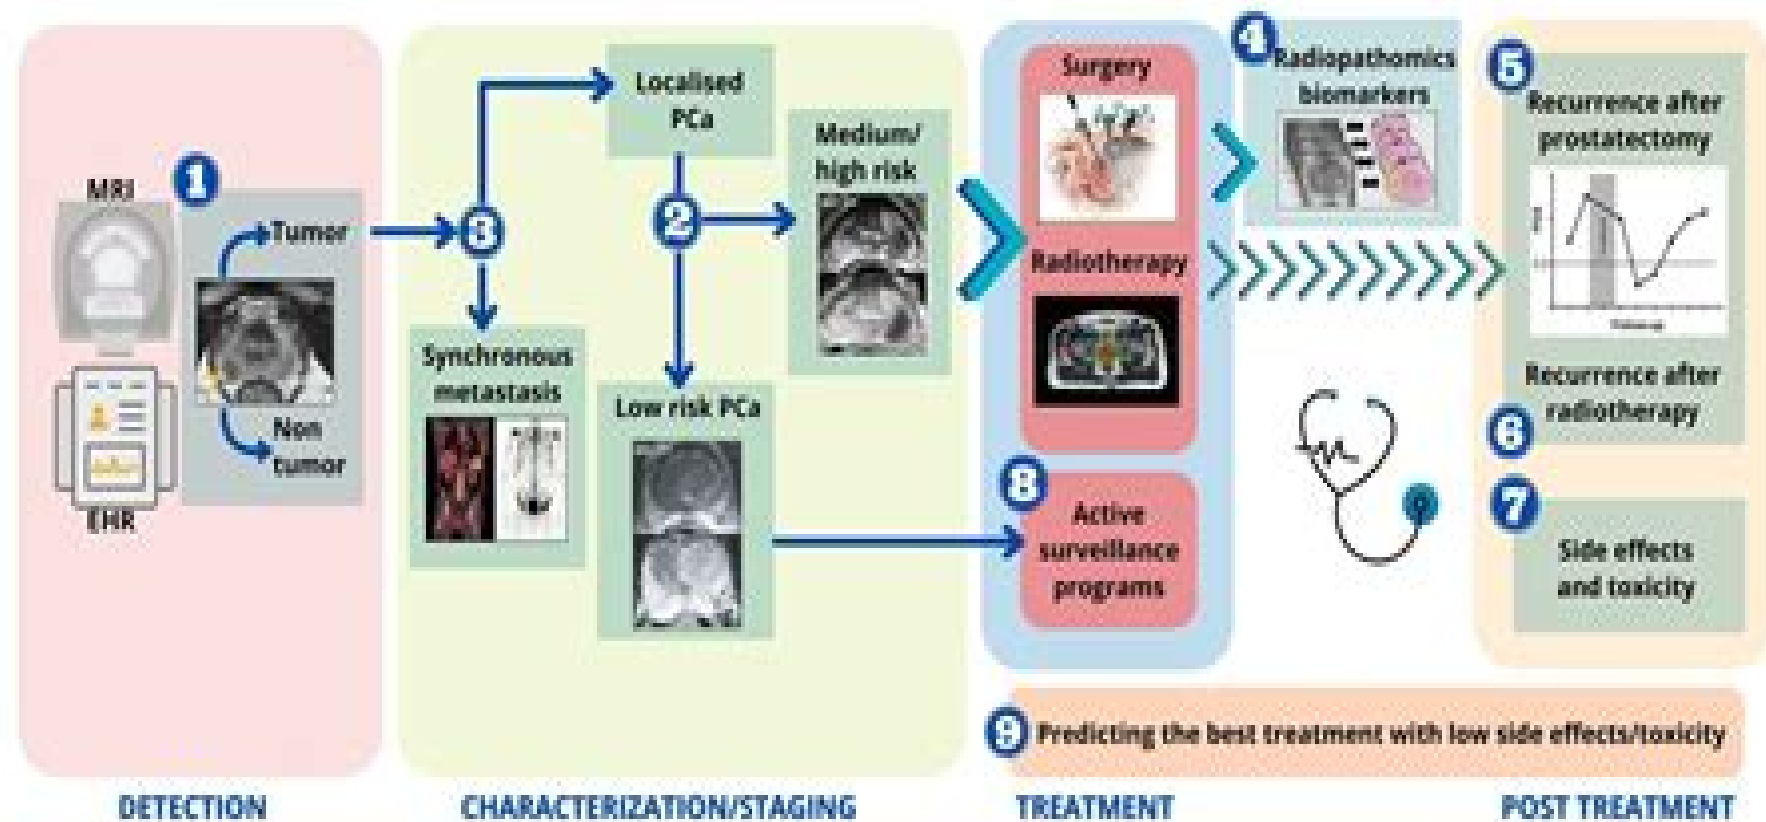 MRI
1
Tumor
Non
tumor
EHR
DETECTION
3
Localised
PCa
2
Medium/
high risk
Synchronous
metastasis
Low risk PCa
CHARACTERIZATION/STAGING
Surgery
Radiotherapy
8
Active
surveillance
programs
TREATMENT
4
Radiopathomics
biomarkers
5
Recurrence after
prostatectomy
Follow-up
Recurrence after
radiotherapy
6
7
Side effects
and toxicity
9
Predicting the best treatment with low side effects/toxicity
POST TREATMENT